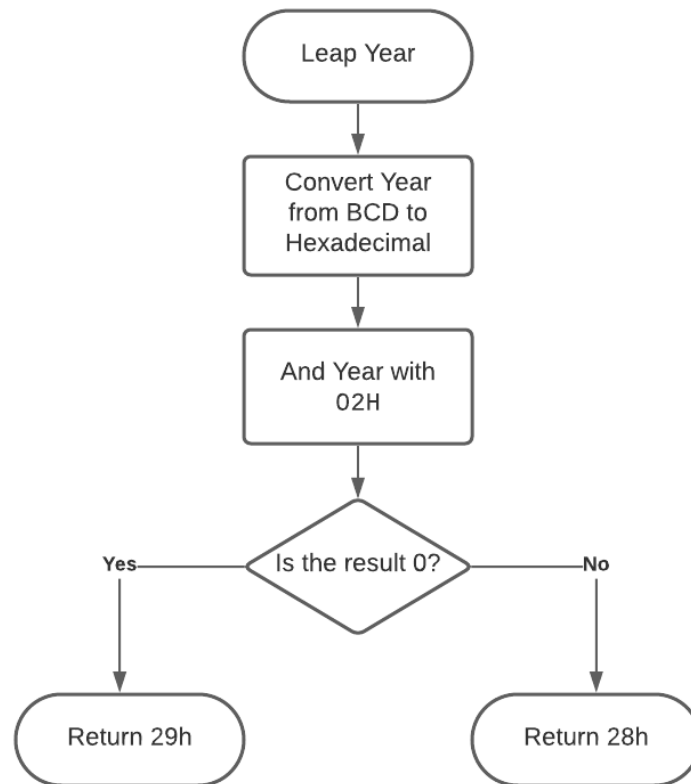 Leap Year
Convert Year
from BCD to
Hexadecimal
And Year with
02H
Is the result 0?
Yes
No
Return 29h
Return 28h